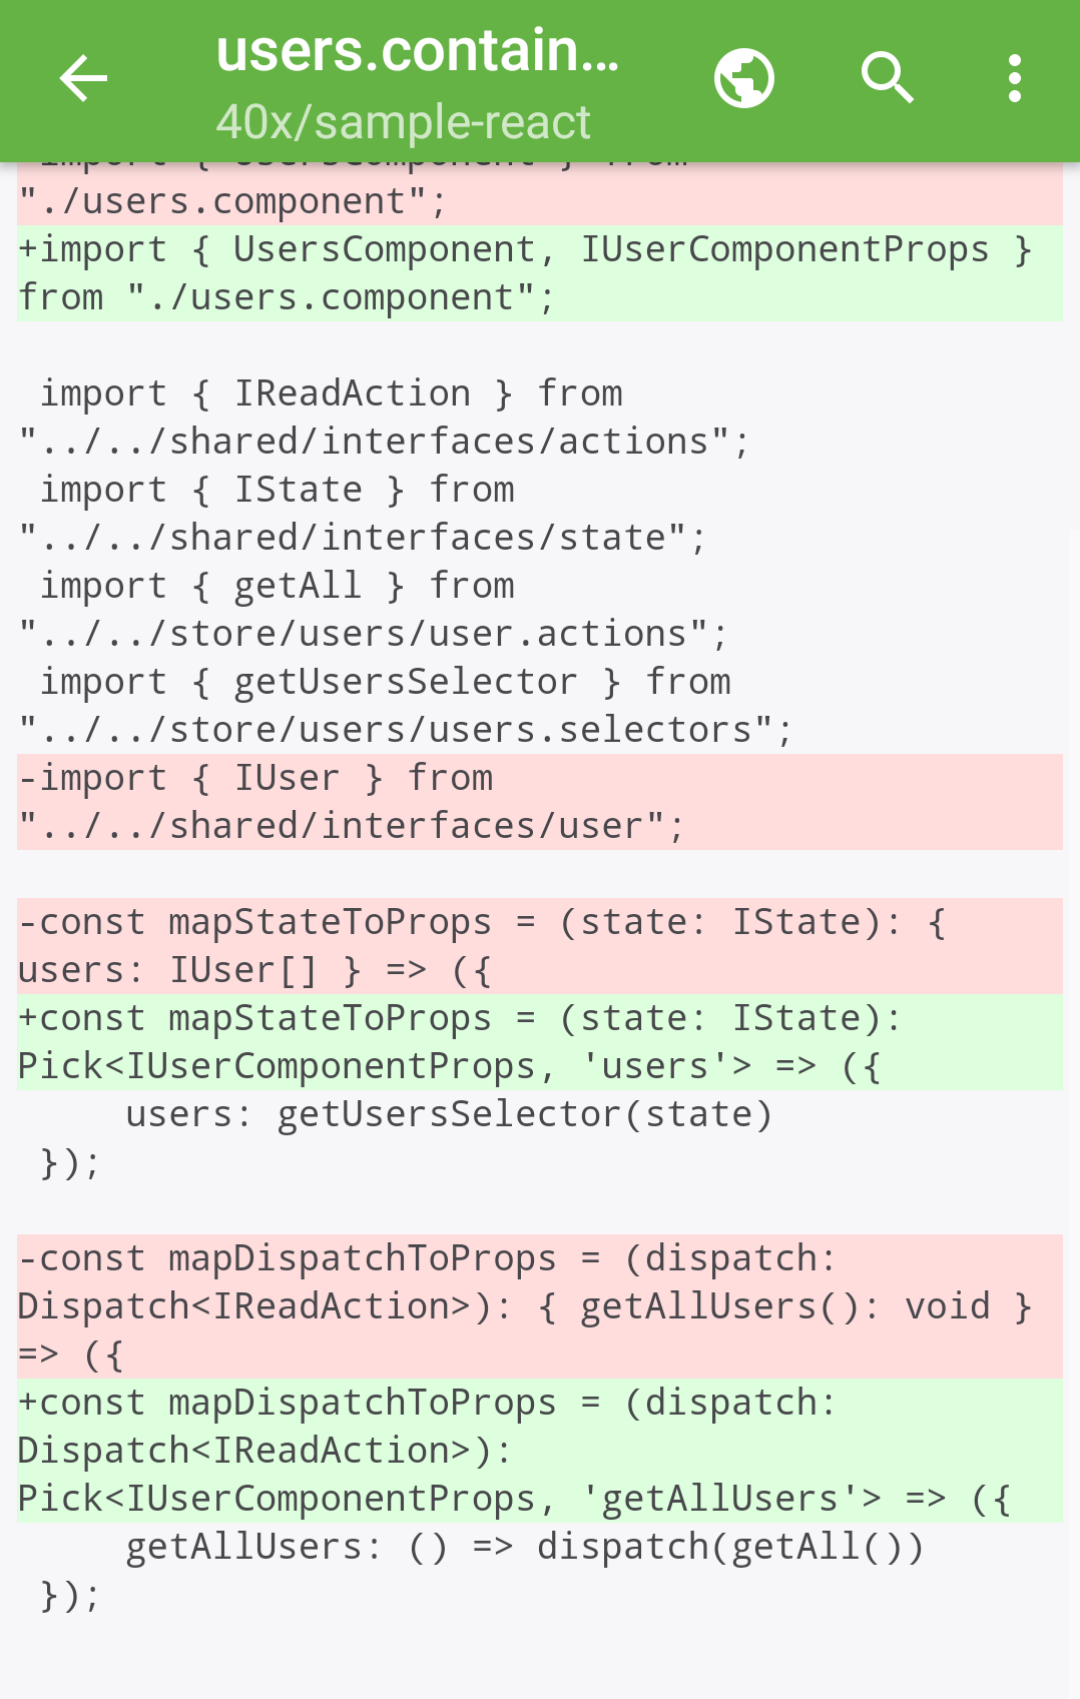 users.contain...
40x/sample-react
import { UsersComponent } from
"./users.component";
+import { UsersComponent, IUserComponentProps }
from "./users.component";
import { IReadAction } from
"../../shared/interfaces/actions";
import { IState } from
"../../shared/interfaces/state";
import { getAll } from
"../../store/users/user.actions";
import { getUsersSelector } from
"../../store/users/users.selectors";
-import { IUser } from
"../../shared/interfaces/user";
-const mapStateToProps = (state: IState): {
users: IUser[] } => ({
+const mapStateToProps = (state: IState):
Pick<IUserComponentProps, 'users'> => ({
users: getUsersSelector(state)
});
-const mapDispatchToProps = (dispatch:
Dispatch<IReadAction>): { getAllUsers(): void }
=> ({
+const mapDispatchToProps = (dispatch:
Dispatch<IReadAction>):
Pick<IUserComponentProps, 'getAllUsers'> => ({
getAllUsers: () => dispatch(getAll())
});